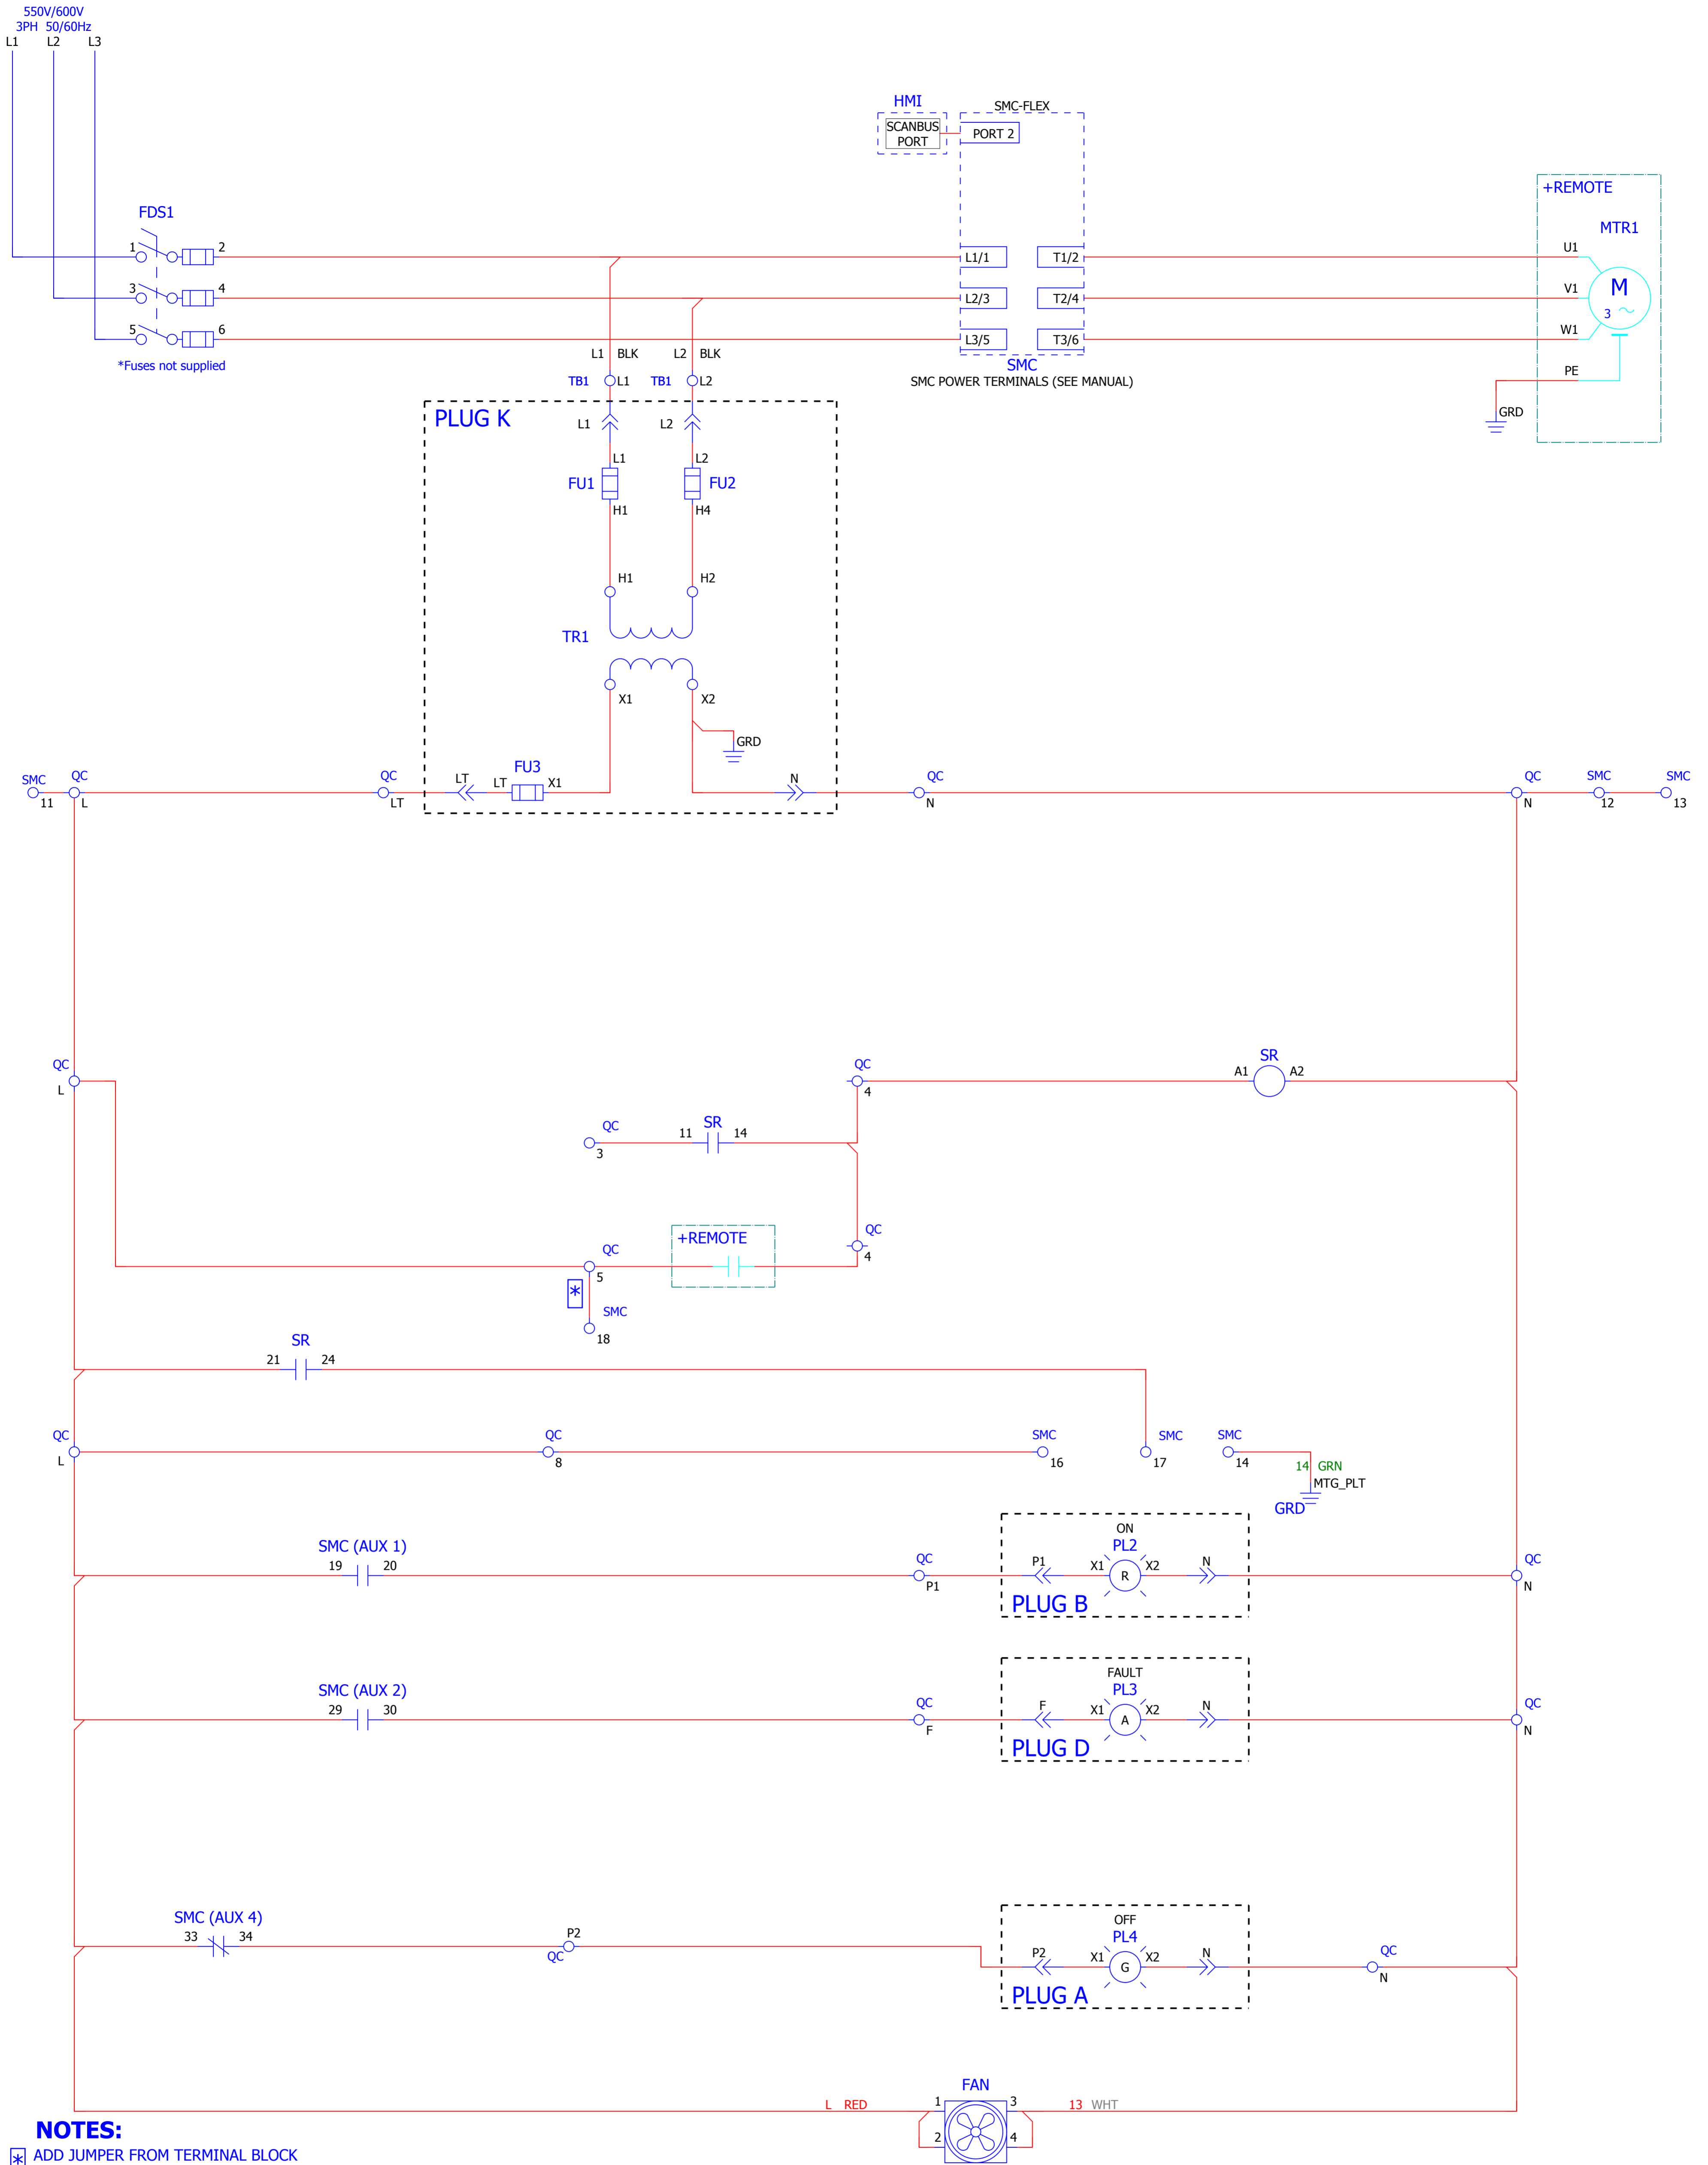 550V/600V
3PH 50/60Hz
L1 L2 L3
HMI
SCANBUS
PORT
SMC-FLEX
PORT 2
+REMOTE
MTR1
FDS1
1 2
3 4
5 6
*Fuses not supplied
L1/1 T1/2
L2/3 T2/4
L3/5 T3/6
SMC
SMC POWER TERMINALS (SEE MANUAL)
U1
V1
W1
PE
M
3
GRD
L1 BLK L2 BLK
TB1 L1 TB1 L2
PLUG K
L1 L2
L1 L2
FU1 FU2
H1 H4
H1 H2
TR1
X1 X2
GRD
SMC
11
QC
L
QC
LT
LT
LT
FU3
X1
N
QC
N
QC
N
SMC
12
SMC
13
QC
L
QC
4
SR
A1 A2
QC
3
SR
11 14
QC
5
+REMOTE
QC
4
*
SMC
18
SR
21 24
QC
L
QC
8
SMC
16
SMC
17
SMC
14
14 GRN
MTG_PLT
GRD
SMC (AUX 1)
19 20
QC
P1
ON
PL2
P1 X1 R X2 N
PLUG B
QC
N
SMC (AUX 2)
29 30
QC
F
FAULT
PL3
F X1 A X2 N
PLUG D
QC
N
SMC (AUX 4)
33 34
P2
QC
OFF
PL4
P2 X1 G X2 N
PLUG A
QC
N
FAN
L RED 1 3 13 WHT
2 4
NOTES:
* ADD JUMPER FROM TERMINAL BLOCK